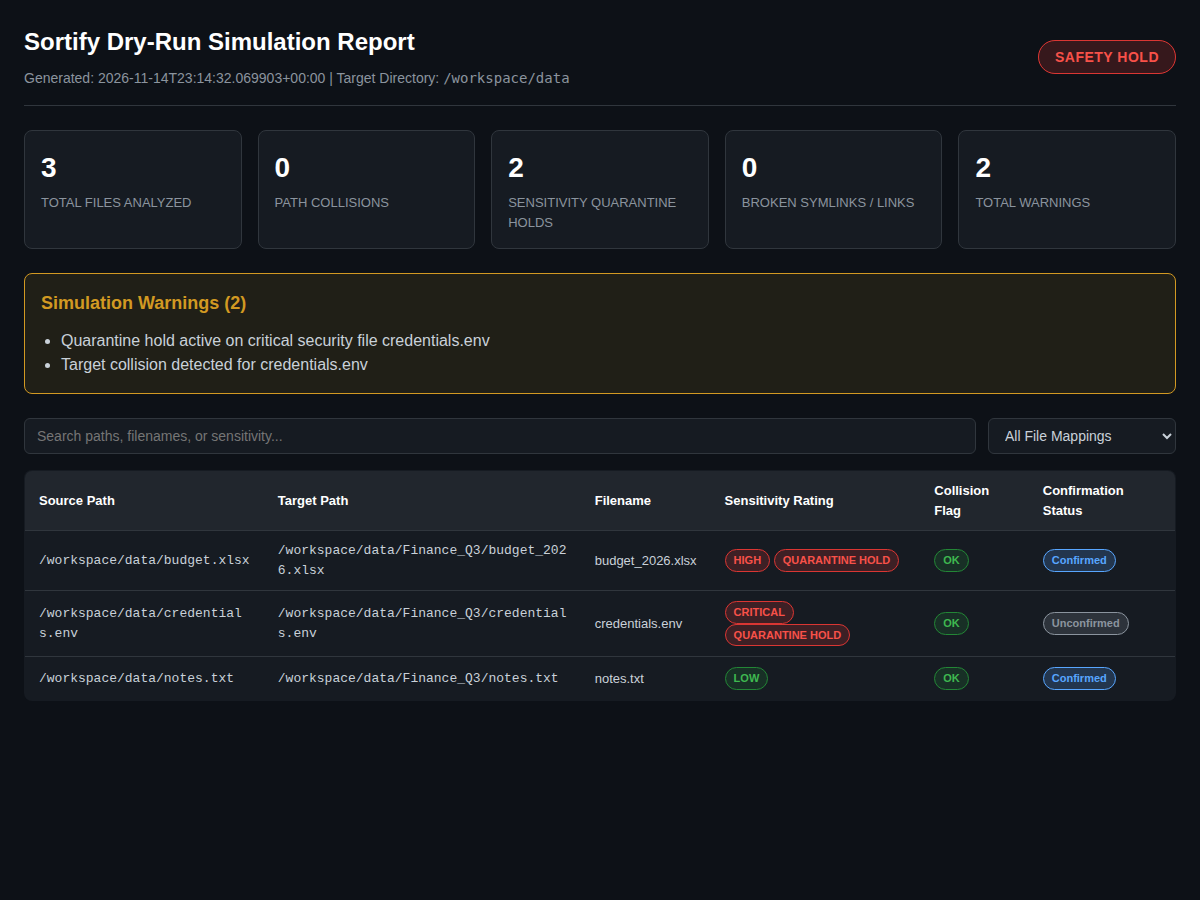 Sortify Dry-Run Simulation Report
SAFETY HOLD
Generated: 2026-11-14T23:14:32.069903+00:00 | Target Directory: /workspace/data
3
TOTAL FILES ANALYZED
0
PATH COLLISIONS
2
SENSITIVITY QUARANTINE
HOLDS
0
BROKEN SYMLINKS / LINKS
2
TOTAL WARNINGS
Simulation Warnings (2)
Quarantine hold active on critical security file credentials.env
Target collision detected for credentials.env
Search paths, filenames, or sensitivity...
All File Mappings
Source Path
Target Path
Filename
Sensitivity Rating
Collision
Flag
Confirmation
Status
/workspace/data/budget.xlsx
/workspace/data/Finance_Q3/budget_202
6.xlsx
budget_2026.xlsx
HIGH QUARANTINE HOLD
OK
Confirmed
/workspace/data/credential
s.env
/workspace/data/Finance_Q3/credential
s.env
credentials.env
CRITICAL
QUARANTINE HOLD
OK
Unconfirmed
/workspace/data/notes.txt
/workspace/data/Finance_Q3/notes.txt
notes.txt
LOW
OK
Confirmed